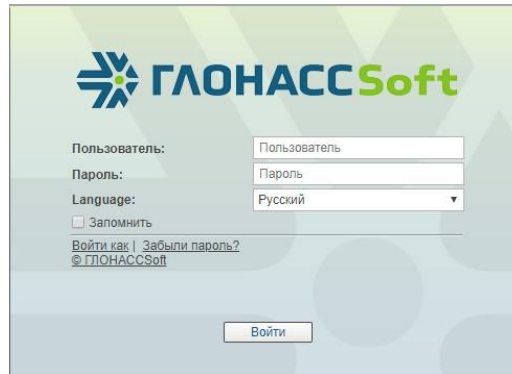 ГЛОНАССSoft
Пользователь: Пользователь
Пароль: Пароль
Language: Русский
Запомнить
Войти как | Забыли пароль?
© ГЛОНАССSoft
Войти